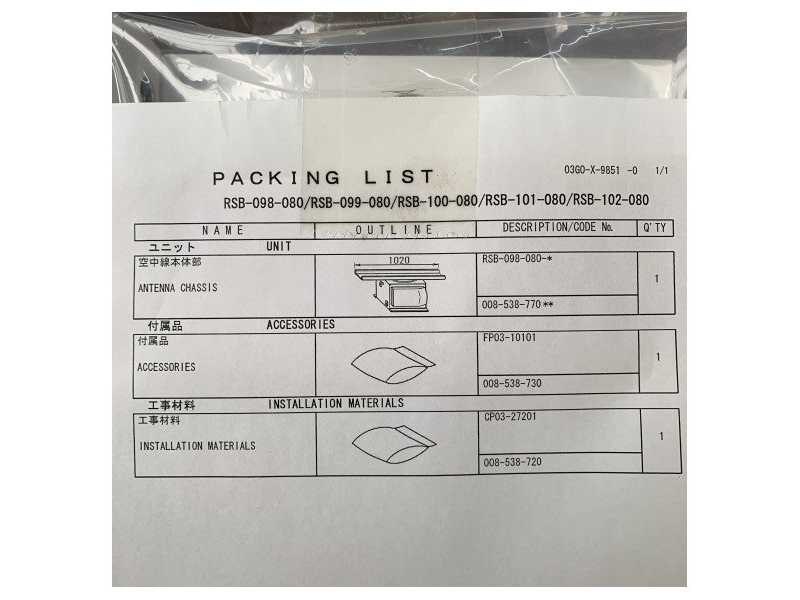 03GO-X-9851 -0 1/1
PACKING LIST
RSB-098-080/RSB-099-080/RSB-100-080/RSB-101-080/RSB-102-080
NAME OUTLINE DESCRIPTION/CODE No. Q'TY
ユニット UNIT
空中線本体部
ANTENNA CHASSIS
1020
RSB-098-080-*
008-538-770**
1
付属品 ACCESSORIES
付属品
ACCESSORIES
FP03-10101
008-538-730
1
工事材料 INSTALLATION MATERIALS
工事材料
INSTALLATION MATERIALS
CP03-27201
008-538-720
1